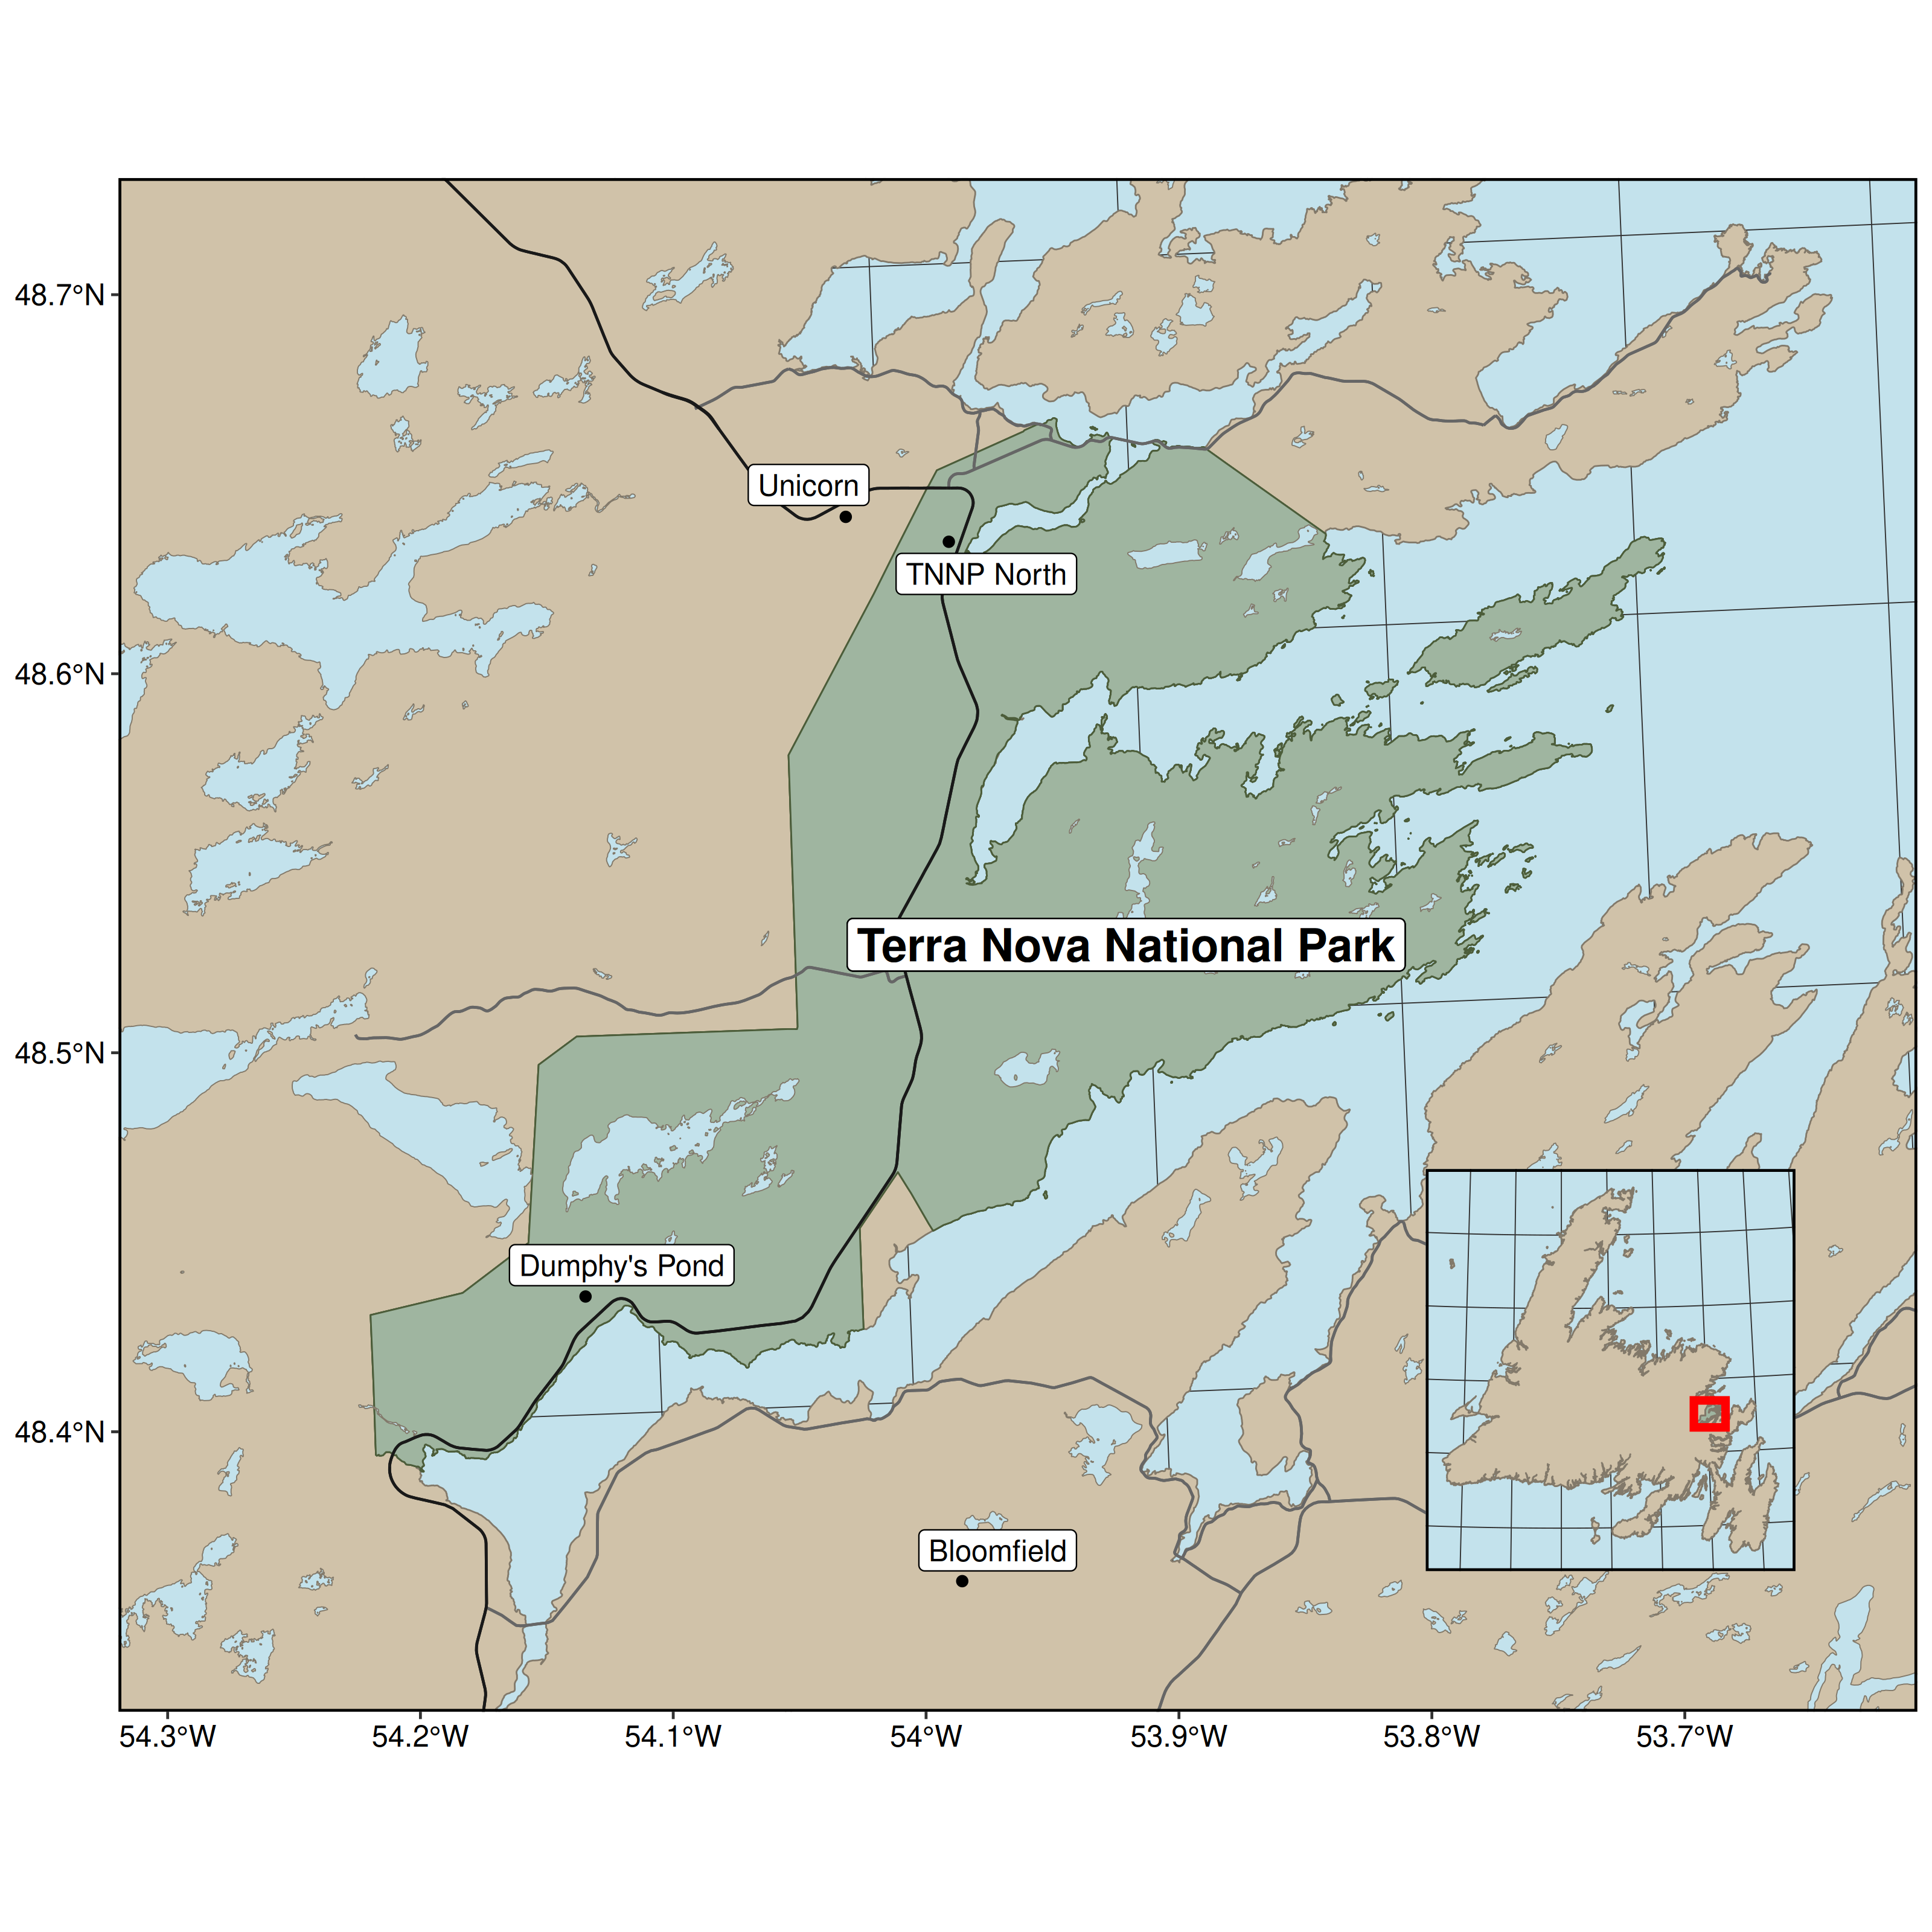 48.7°N
48.6°N
48.5°N
48.4°N
Unicorn
TNNP North
Terra Nova National Park
Dumphy's Pond
Bloomfield
54.3°W
54.2°W
54.1°W
54°W
53.9°W
53.8°W
53.7°W